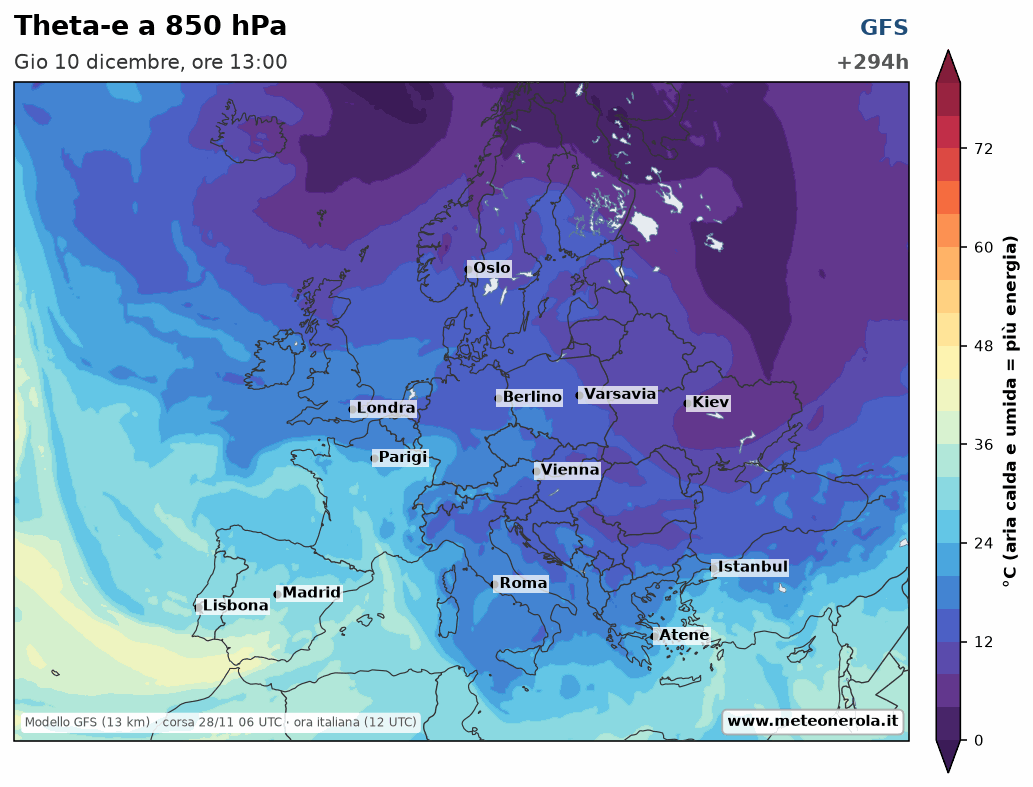 Theta-e a 850 hPa
GFS
Gio 10 dicembre, ore 13:00
+294h
72
60
48
36
24
12
0
°C (aria calda e umida = più energia)
Oslo
Berlino
Varsavia
Kiev
Londra
Parigi
Vienna
Istanbul
Roma
Madrid
Lisbona
Atene
Modello GFS (13 km) · corsa 28/11 06 UTC · ora italiana (12 UTC)
www.meteonerola.it